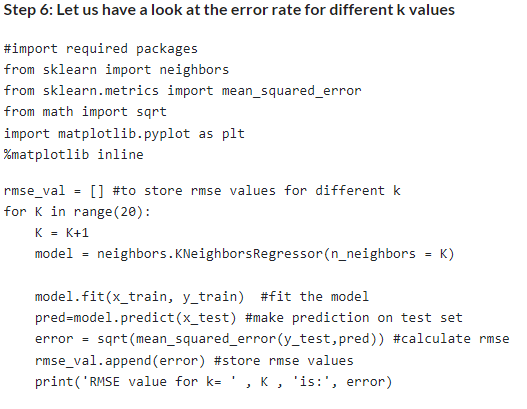 Step 6: Let us have a look at the error rate for different k values
#import required packages
from sklearn import neighbors
from sklearn.metrics import mean_squared_error
from math import sqrt
import matplotlib.pyplot as plt
%matplotlib inline
rmse_val = [] #to store rmse values for different k
for K in range(20):
    K = K+1
    model = neighbors.KNeighborsRegressor(n_neighbors = K)
    model.fit(x_train, y_train)  #fit the model
    pred=model.predict(x_test) #make prediction on test set
    error = sqrt(mean_squared_error(y_test,pred)) #calculate rmse
    rmse_val.append(error) #store rmse values
    print('RMSE value for k= ' , K , 'is:', error)